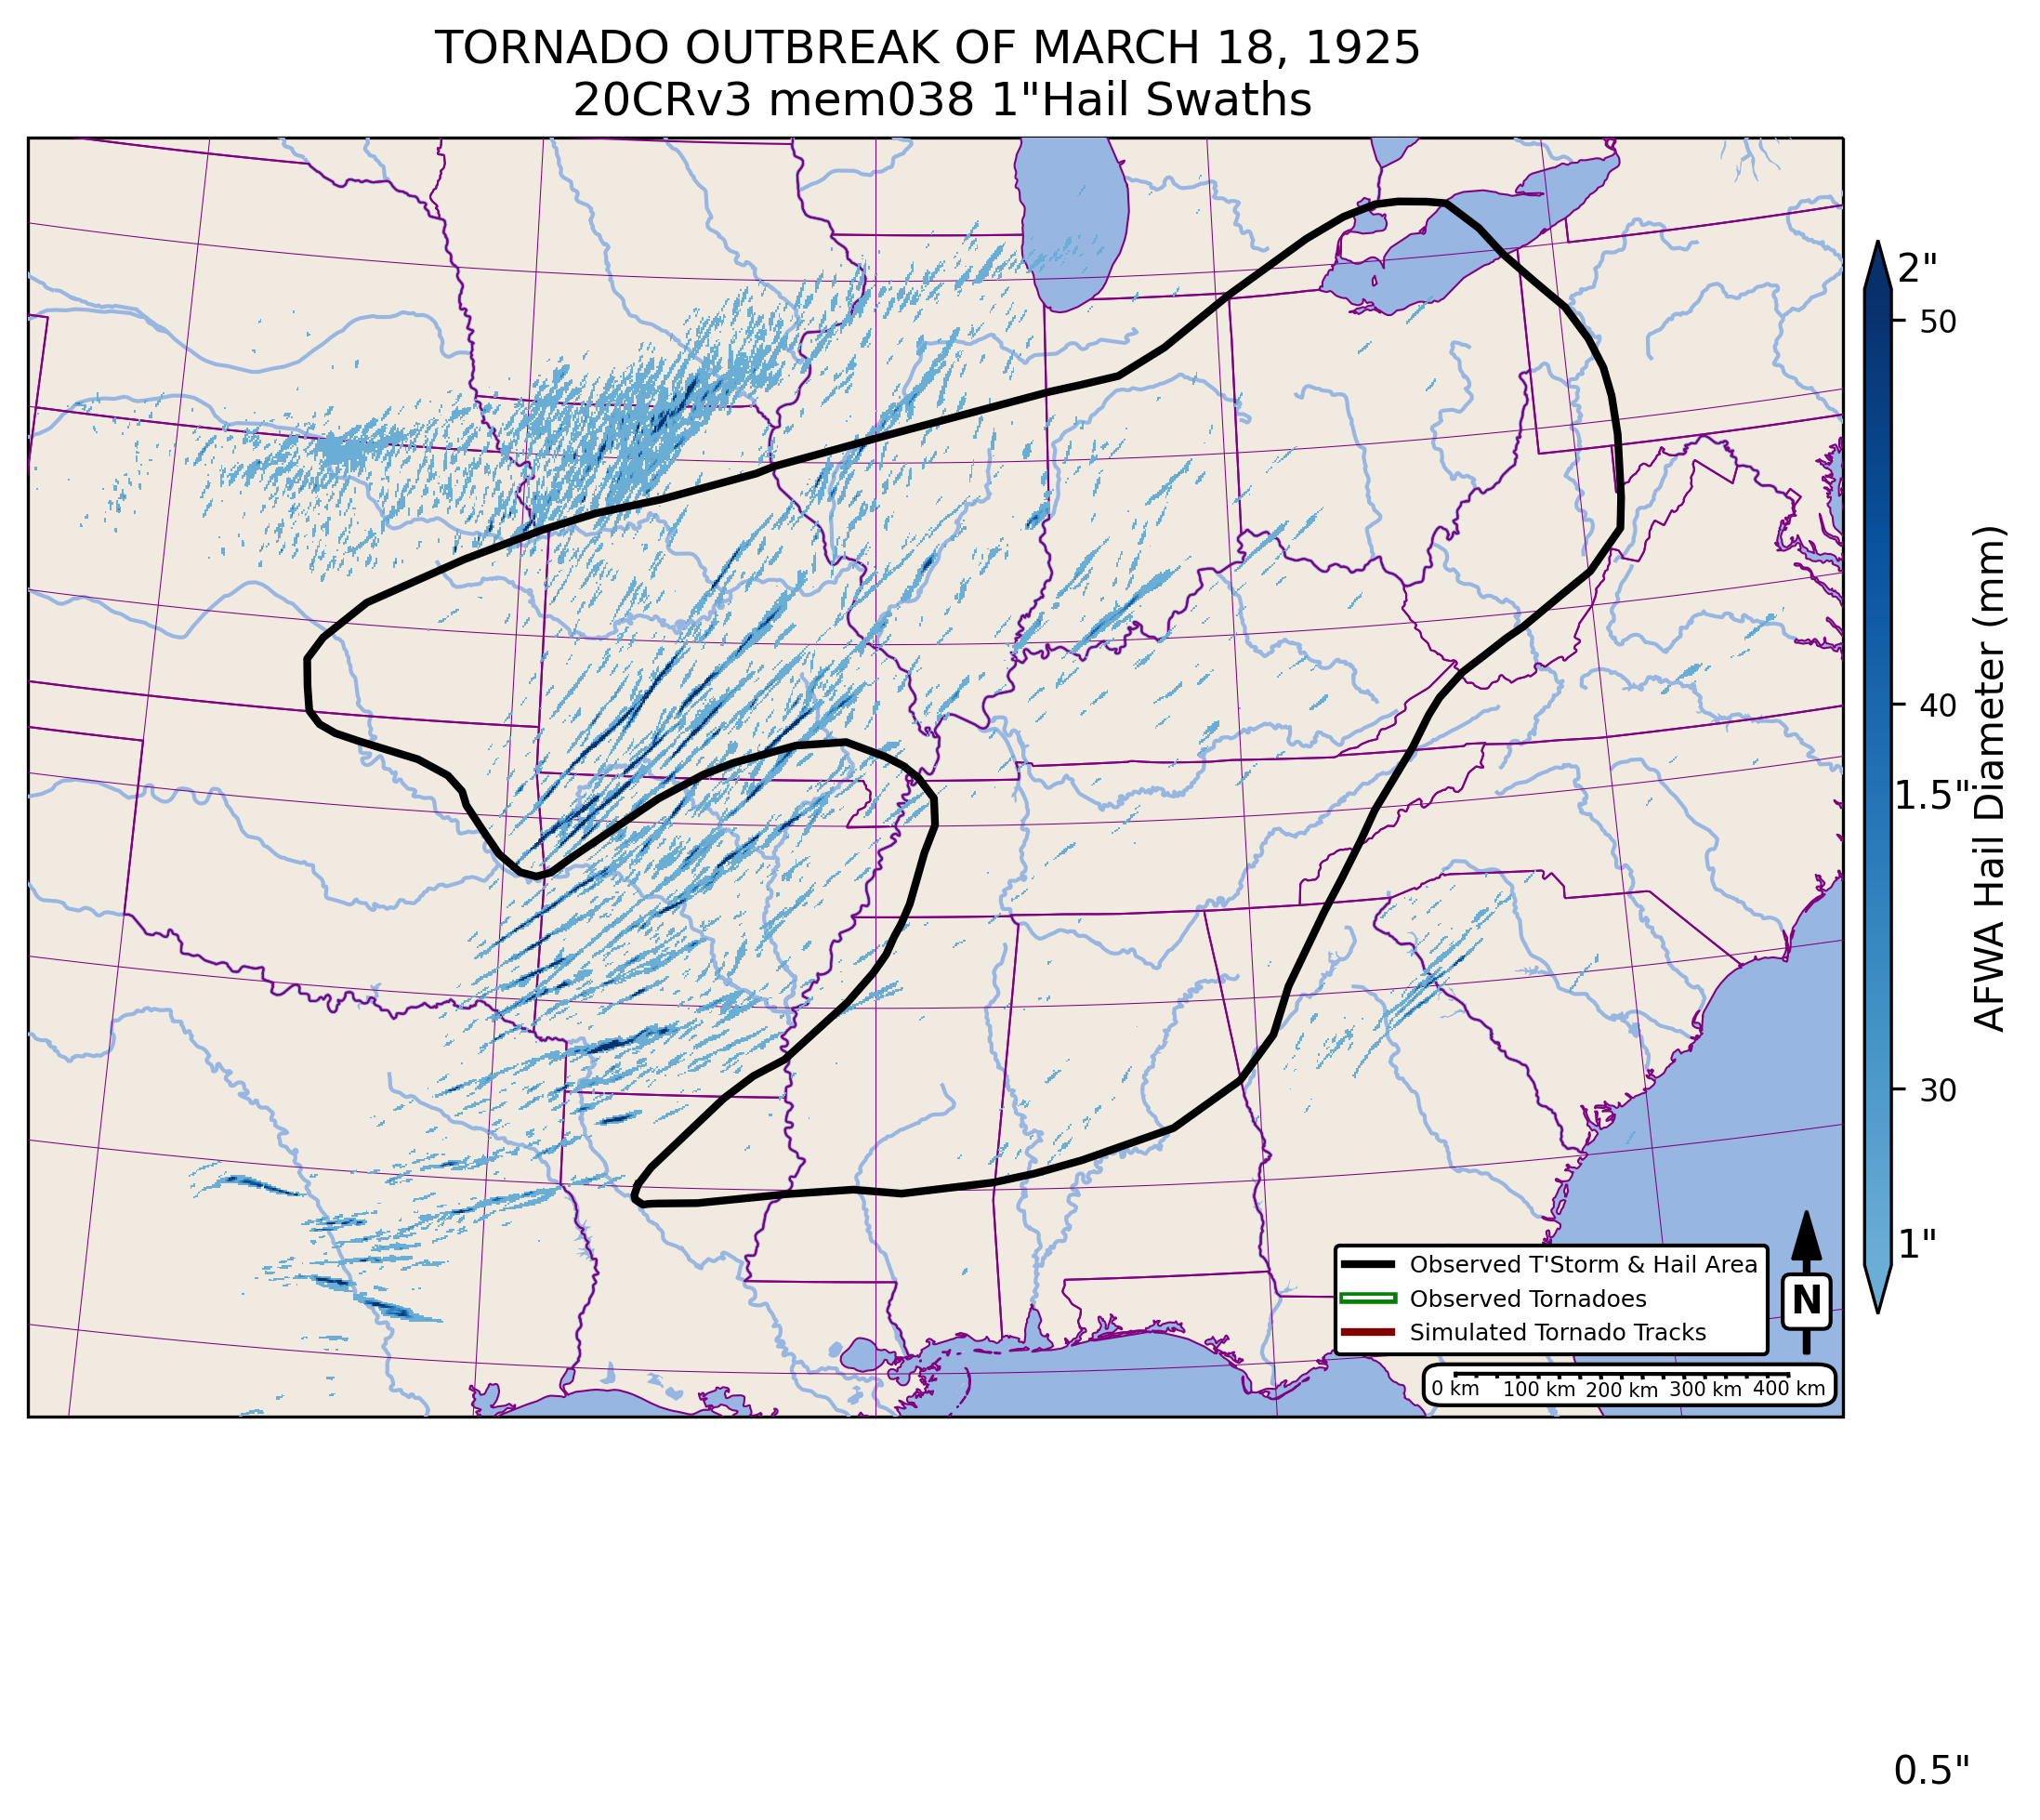 TORNADO OUTBREAK OF MARCH 18, 1925
20CRv3 mem038 1"Hail Swaths
2"
50
40
1.5"
30
1"
AFWA Hail Diameter (mm)
Observed T'Storm & Hail Area
Observed Tornadoes
Simulated Tornado Tracks
N
0 km 100 km 200 km 300 km 400 km
0.5"